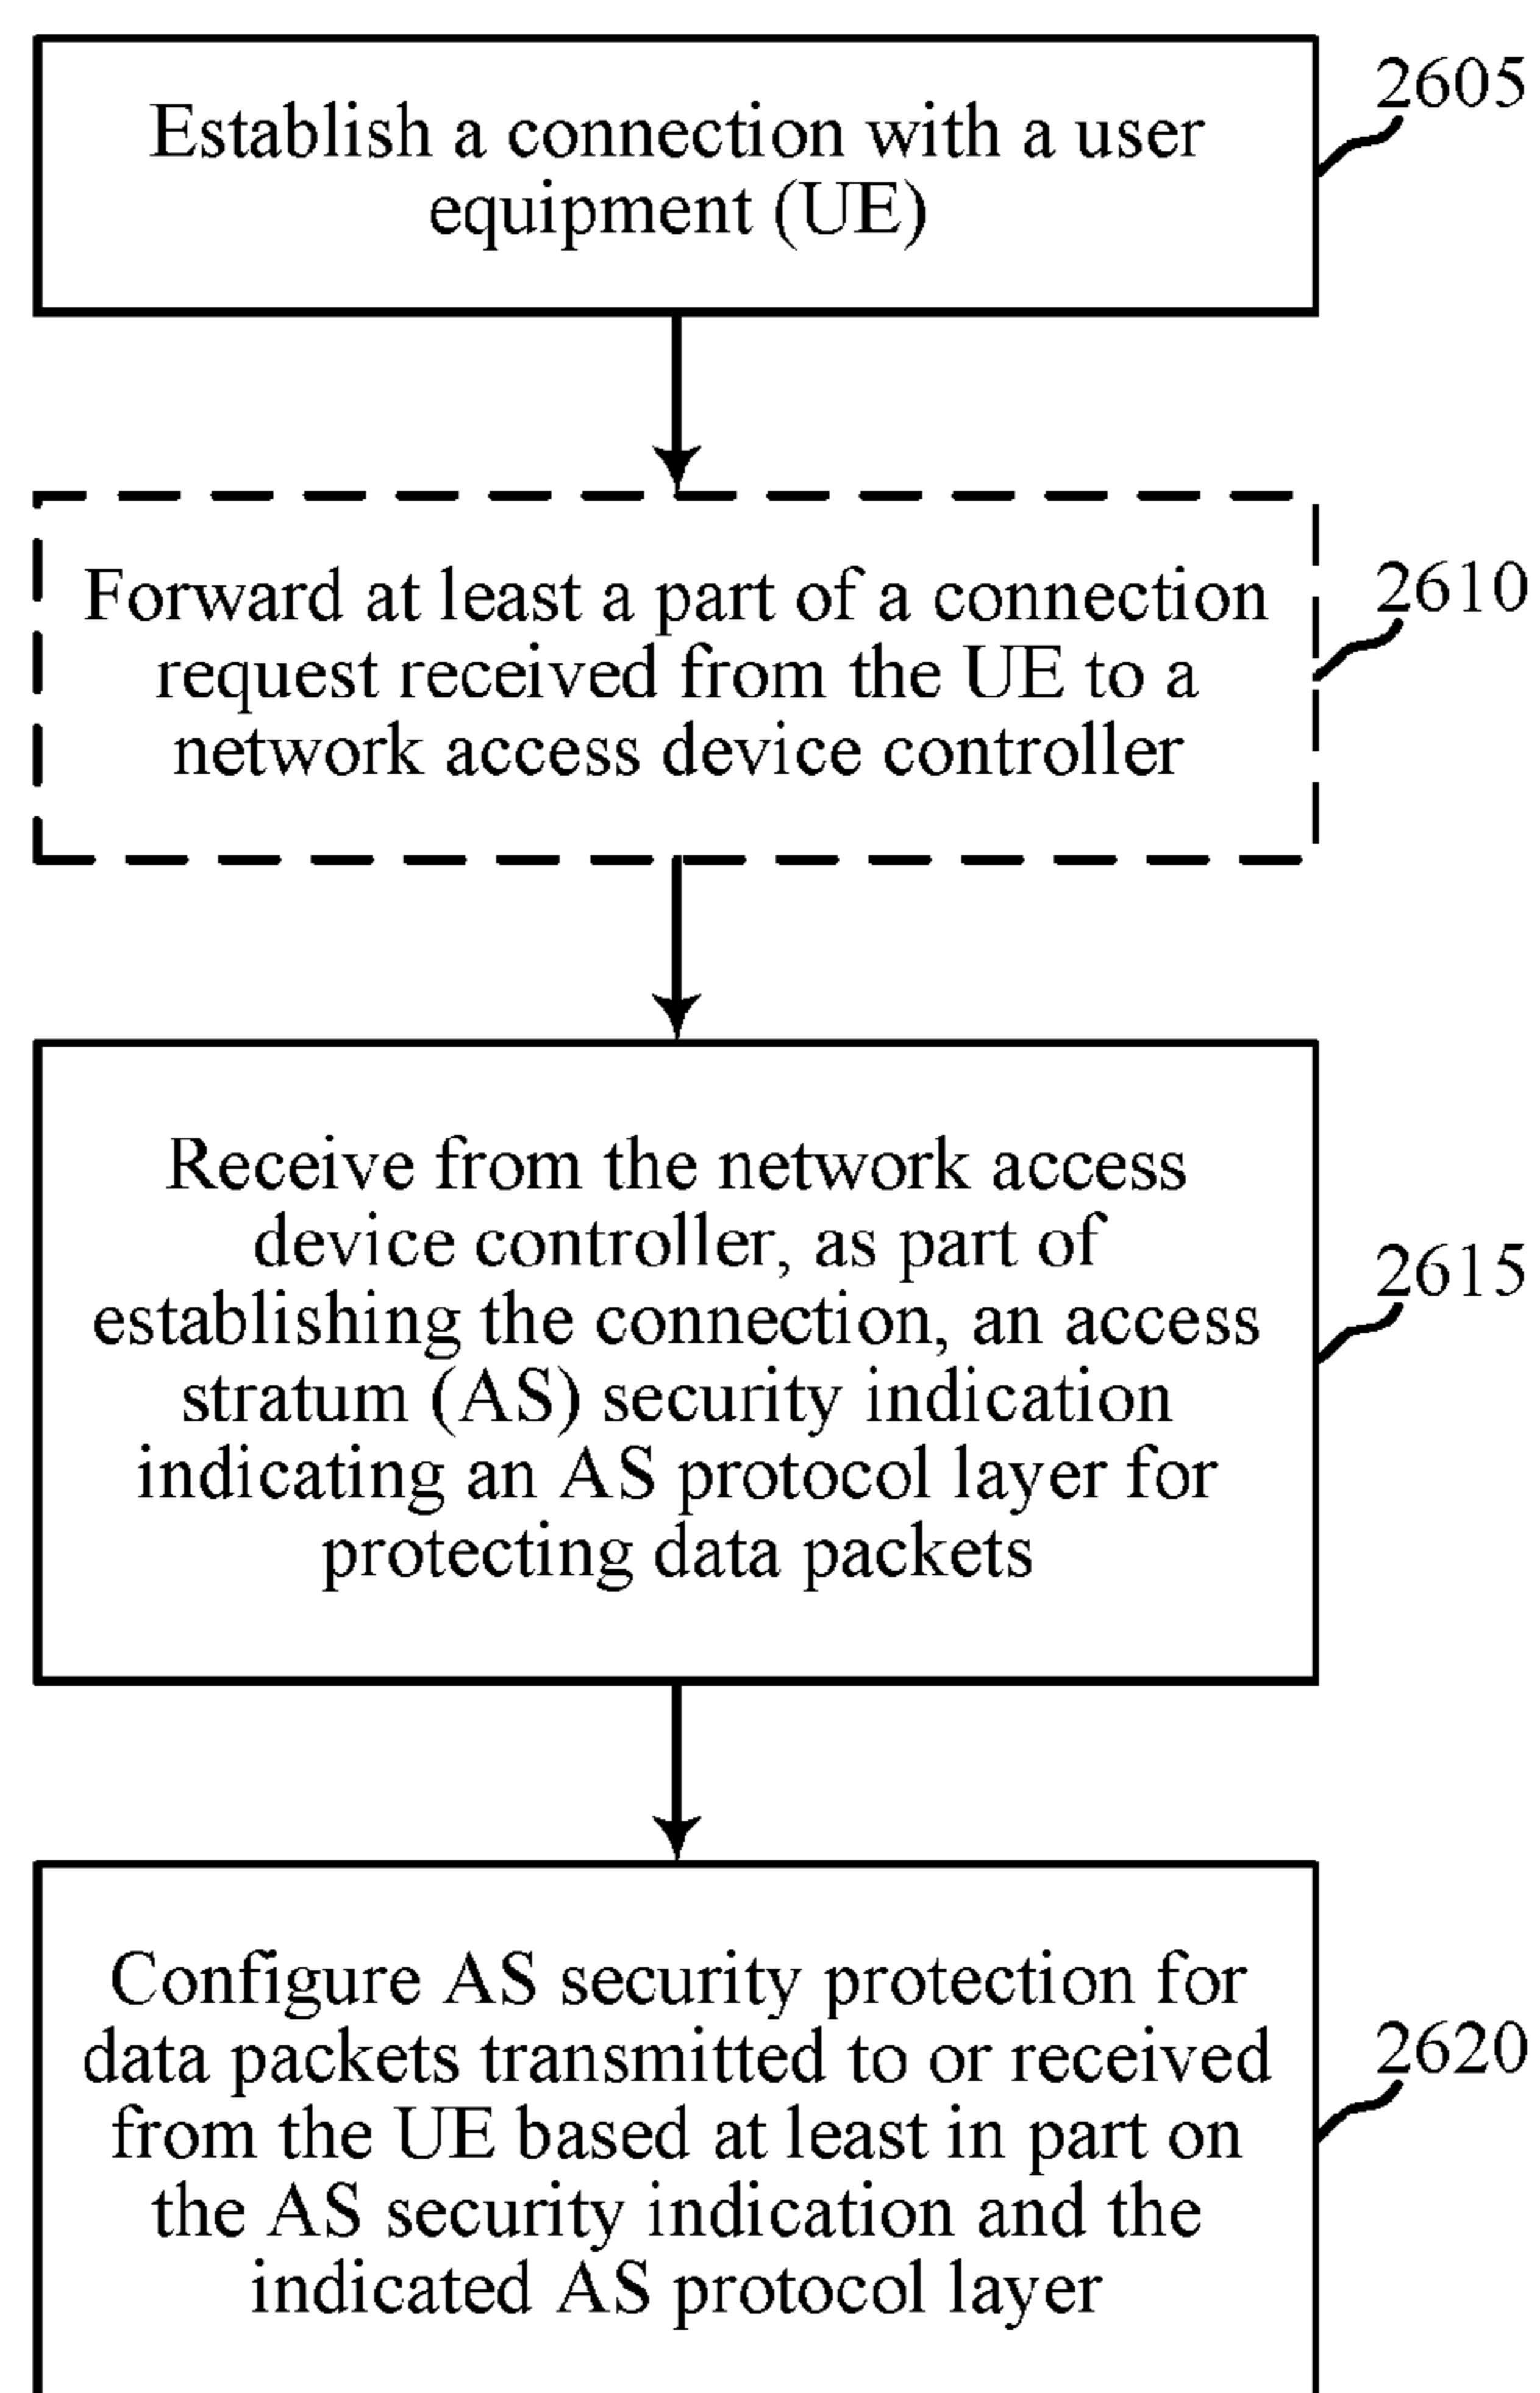 Establish a connection with a user
equipment (UE)
2605
Forward at least a part of a connection
request received from the UE to a
network access device controller
2610
Receive from the network access
device controller, as part of
establishing the connection, an access
stratum (AS) security indication
indicating an AS protocol layer for
protecting data packets
2615
Configure AS security protection for
data packets transmitted to or received
from the UE based at least in part on
the AS security indication and the
indicated AS protocol layer
2620